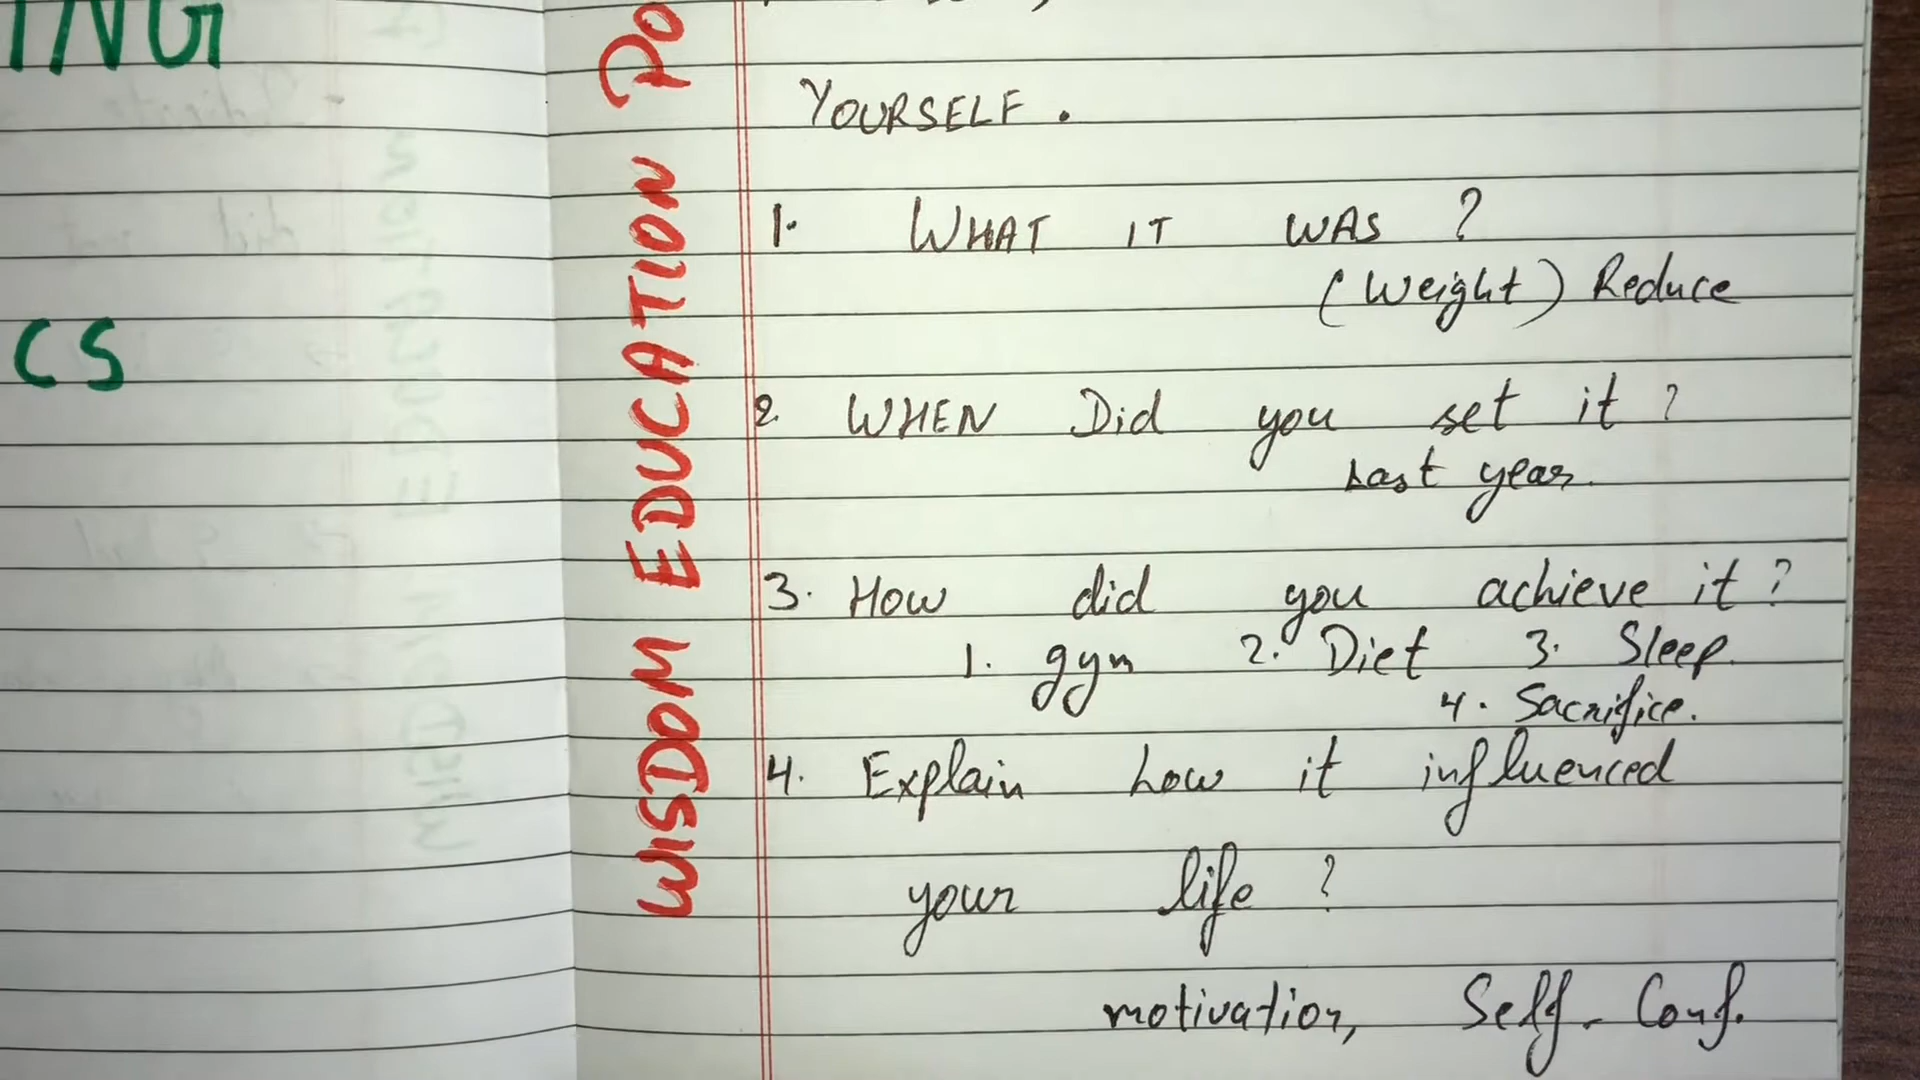 ING
CS
WISDOM EDUCATION PO
YOURSELF.
1. WHAT IT WAS ?
(Weight) Reduce
2. WHEN Did you set it ?
Last year.
3. How did you achieve it ?
1. gym 2. Diet 3. Sleep.
4. Sacrifice.
4. Explain how it influenced
your life ?
motivation, Self-Conf.